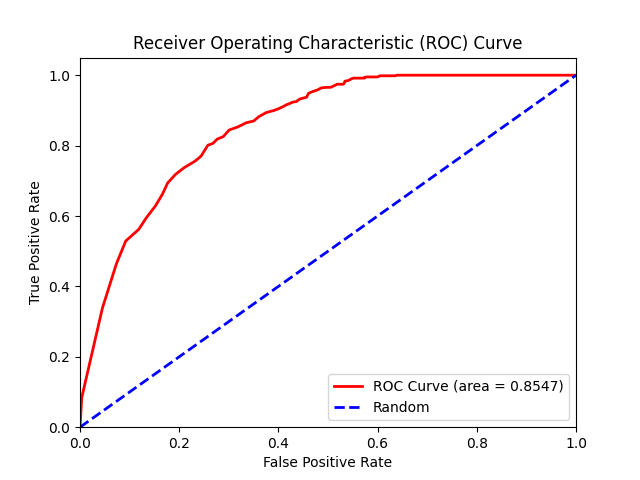 Receiver Operating Characteristic (ROC) Curve
1.0
0.8
0.6
0.4
0.2
0.0
True Positive Rate
ROC Curve (area = 0.8547)
Random
0.0 0.2 0.4 0.6 0.8 1.0
False Positive Rate